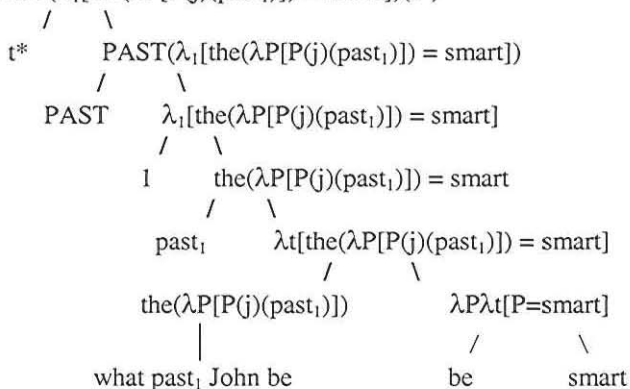 t* PAST(λ₁[the(λP[P(j)(past₁)]) = smart])
PAST λ₁[the(λP[P(j)(past₁)]) = smart]
1 the(λP[P(j)(past₁)]) = smart
past₁ λt[the(λP[P(j)(past₁)]) = smart]
the(λP[P(j)(past₁)]) λPλt[P=smart]
what past₁ John be be smart